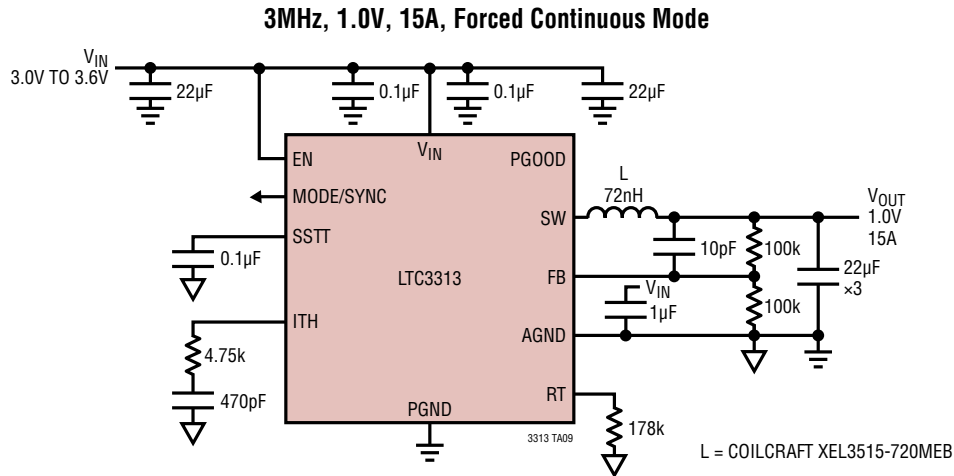 3MHz, 1.0V, 15A, Forced Continuous Mode
VIN
3.0V TO 3.6V
22µF
0.1µF
0.1µF
22µF
EN
VIN
PGOOD
MODE/SYNC
SW
L
72nH
VOUT
1.0V
15A
SSTT
0.1µF
LTC3313
10pF
100k
FB
22µF
×3
VIN
1µF
100k
ITH
AGND
4.75k
470pF
RT
PGND
178k
3313 TA09
L = COILCRAFT XEL3515-720MEB